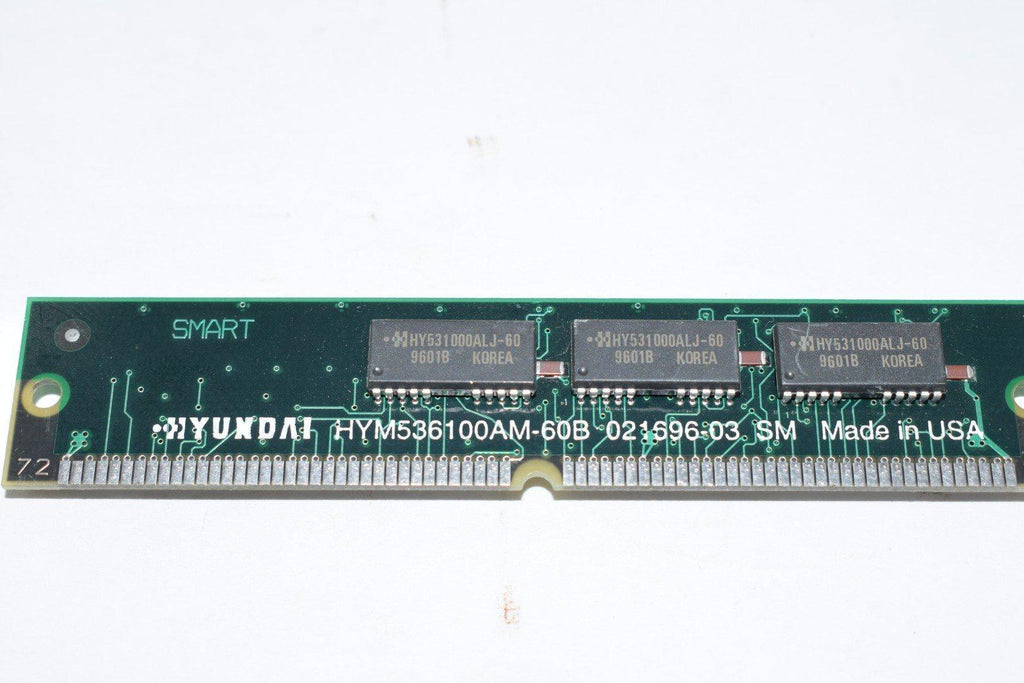 SMART
HY531000ALJ-60
9601B KOREA
HY531000ALJ-60
9601B KOREA
HY531000ALJ-60
9601B KOREA
HYUNDAI HYM536100AM-60B 021696-03 SM Made in USA
72